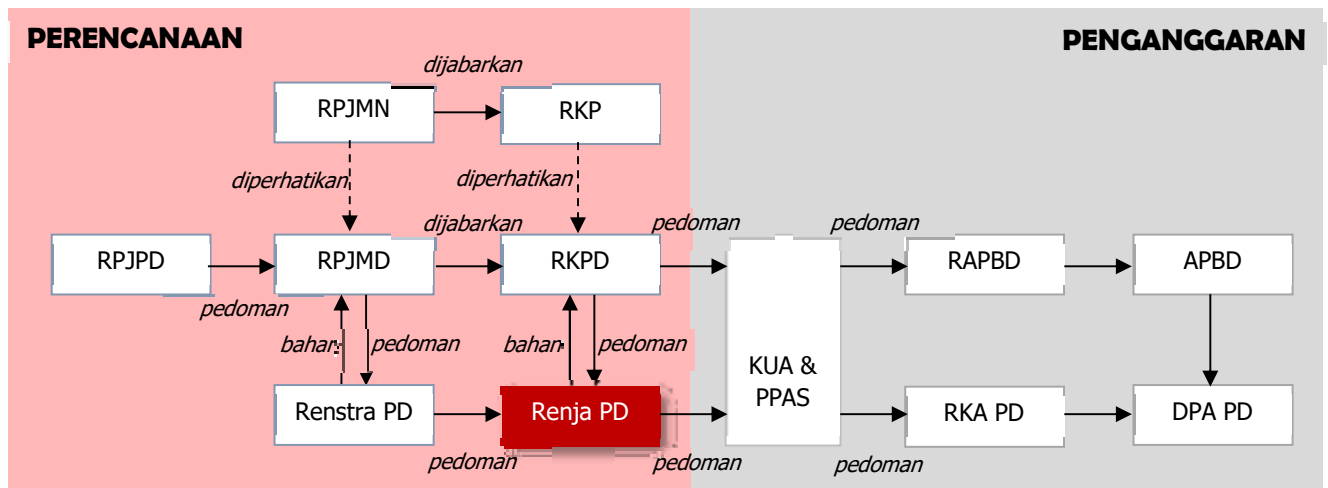 PERENCANAAN
PENGANGGARAN
dijabarkan
RPJMN
RKP
diperhatikan
diperhatikan
dijabarkan
pedoman
pedoman
RPJPD
RPJMD
RKPD
RAPBD
APBD
pedoman
bahan
pedoman
bahan
pedoman
KUA &
PPAS
Renstra PD
Renja PD
RKA PD
DPA PD
pedoman
pedoman
pedoman